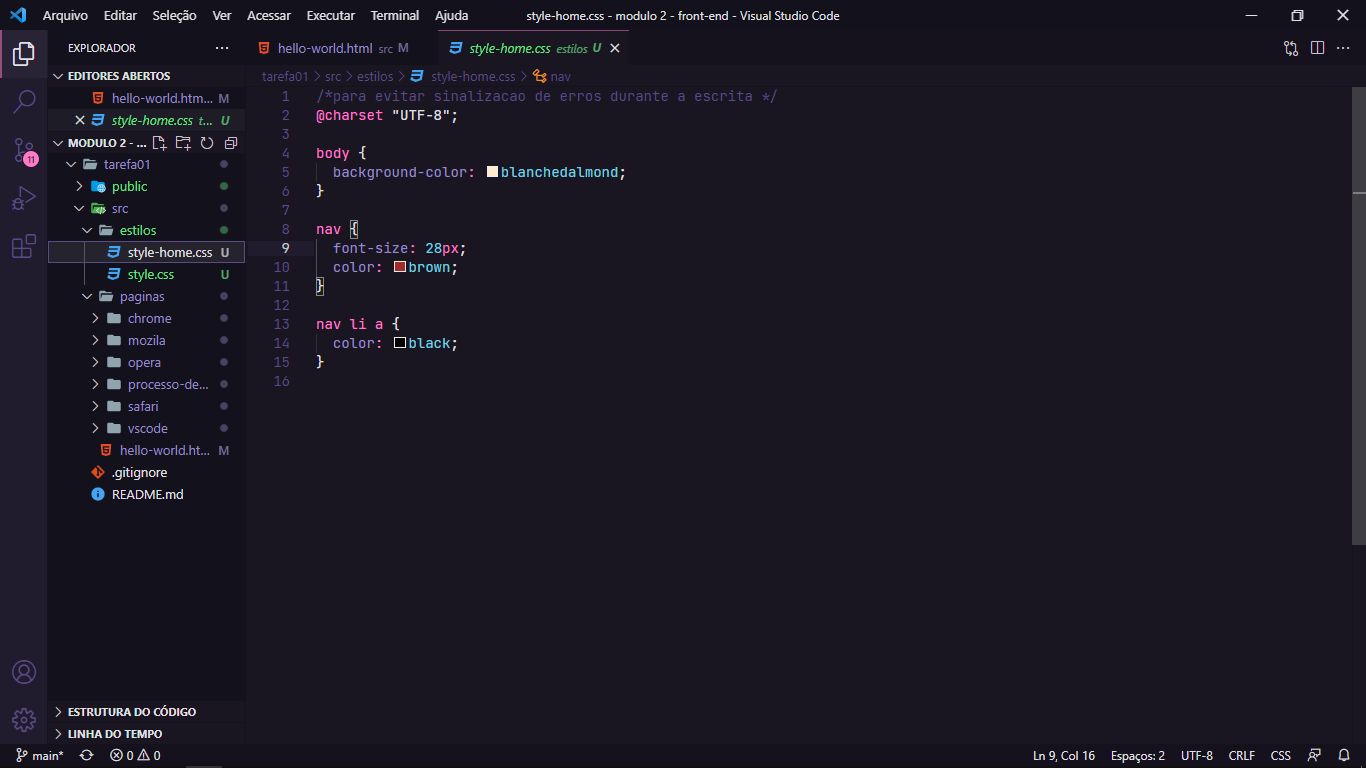 Arquivo Editar Seleção Ver Acessar Executar Terminal Ajuda style-home.css - modulo 2 - front-end - Visual Studio Code
EXPLORADOR ···
hello-world.html src M
style-home.css estilos U
EDITORES ABERTOS
hello-world.htm... M
style-home.css t... U
MODULO 2 - ...
tarefa01
public
src
estilos
style-home.css U
style.css U
paginas
chrome
mozila
opera
processo-de...
safari
vscode
hello-world.ht... M
.gitignore
README.md
ESTRUTURA DO CÓDIGO
LINHA DO TEMPO
11
tarefa01 > src > estilos > style-home.css > nav
1 /*para evitar sinalizacao de erros durante a escrita */
2 @charset "UTF-8";
3
4 body {
5 background-color: blanchedalmond;
6 }
7
8 nav {
9 font-size: 28px;
10 color: brown;
11 }
12
13 nav li a {
14 color: black;
15 }
16
main* 0 0 Ln 9, Col 16 Espaços: 2 UTF-8 CRLF CSS